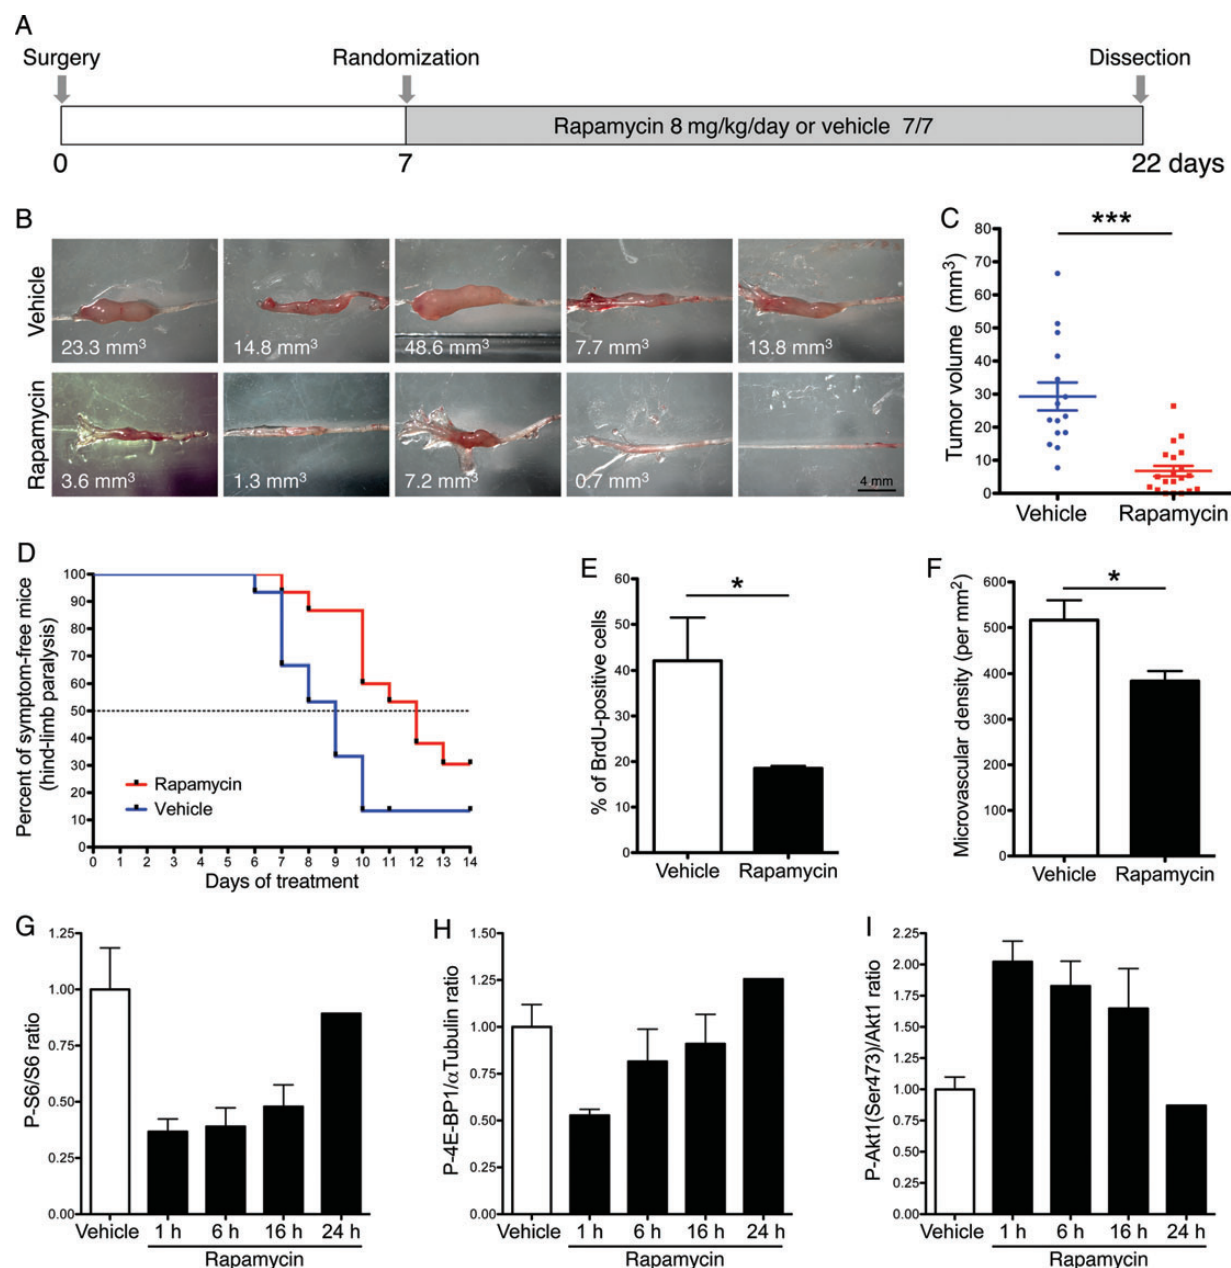 A
Surgery Randomization Dissection
Rapamycin 8 mg/kg/day or vehicle 7/7
0 7 22 days
B
Vehicle
23.3 mm³ 14.8 mm³ 48.6 mm³ 7.7 mm³ 13.8 mm³
Rapamycin
3.6 mm³ 1.3 mm³ 7.2 mm³ 0.7 mm³
4 mm
C
***
Tumor volume (mm³)
80
70
60
50
40
30
20
10
0
Vehicle Rapamycin
D
Percent of symptom-free mice
(hind-limb paralysis)
100
90
80
70
60
50
40
30
20
10
0
Rapamycin
Vehicle
0 1 2 3 4 5 6 7 8 9 10 11 12 13 14
Days of treatment
E
*
% of BrdU-positive cells
60
50
40
30
20
10
0
Vehicle Rapamycin
F
*
Microvascular density (per mm²)
600
500
400
300
200
100
0
Vehicle Rapamycin
G
P-S6/S6 ratio
1.25
1.00
0.75
0.50
0.25
0.00
Vehicle 1 h 6 h 16 h 24 h
Rapamycin
H
P-4E-BP1/αTubulin ratio
1.50
1.25
1.00
0.75
0.50
0.25
0.00
Vehicle 1 h 6 h 16 h 24 h
Rapamycin
I
P-Akt1(Ser473)/Akt1 ratio
2.25
2.00
1.75
1.50
1.25
1.00
0.75
0.50
0.25
0.00
Vehicle 1 h 6 h 16 h 24 h
Rapamycin